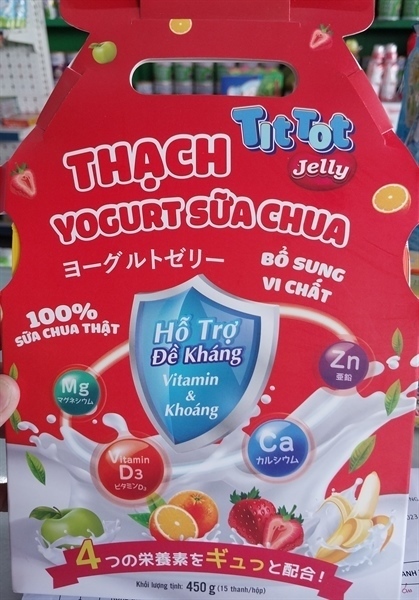 TitTot
Jelly
THẠCH
YOGURT SỮA CHUA
ヨーグルトゼリー
BỔ SUNG
VI CHẤT
100%
SỮA CHUA THẬT
Hỗ Trợ
Đề Kháng
Vitamin
&
Khoáng
Zn
亜鉛
Mg
マグネシウム
Vitamin
D3
ビタミンD3
Ca
カルシウム
4つの栄養素をギュっと配合!
Khối lượng tịnh: 450 g (15 thanh/hộp)